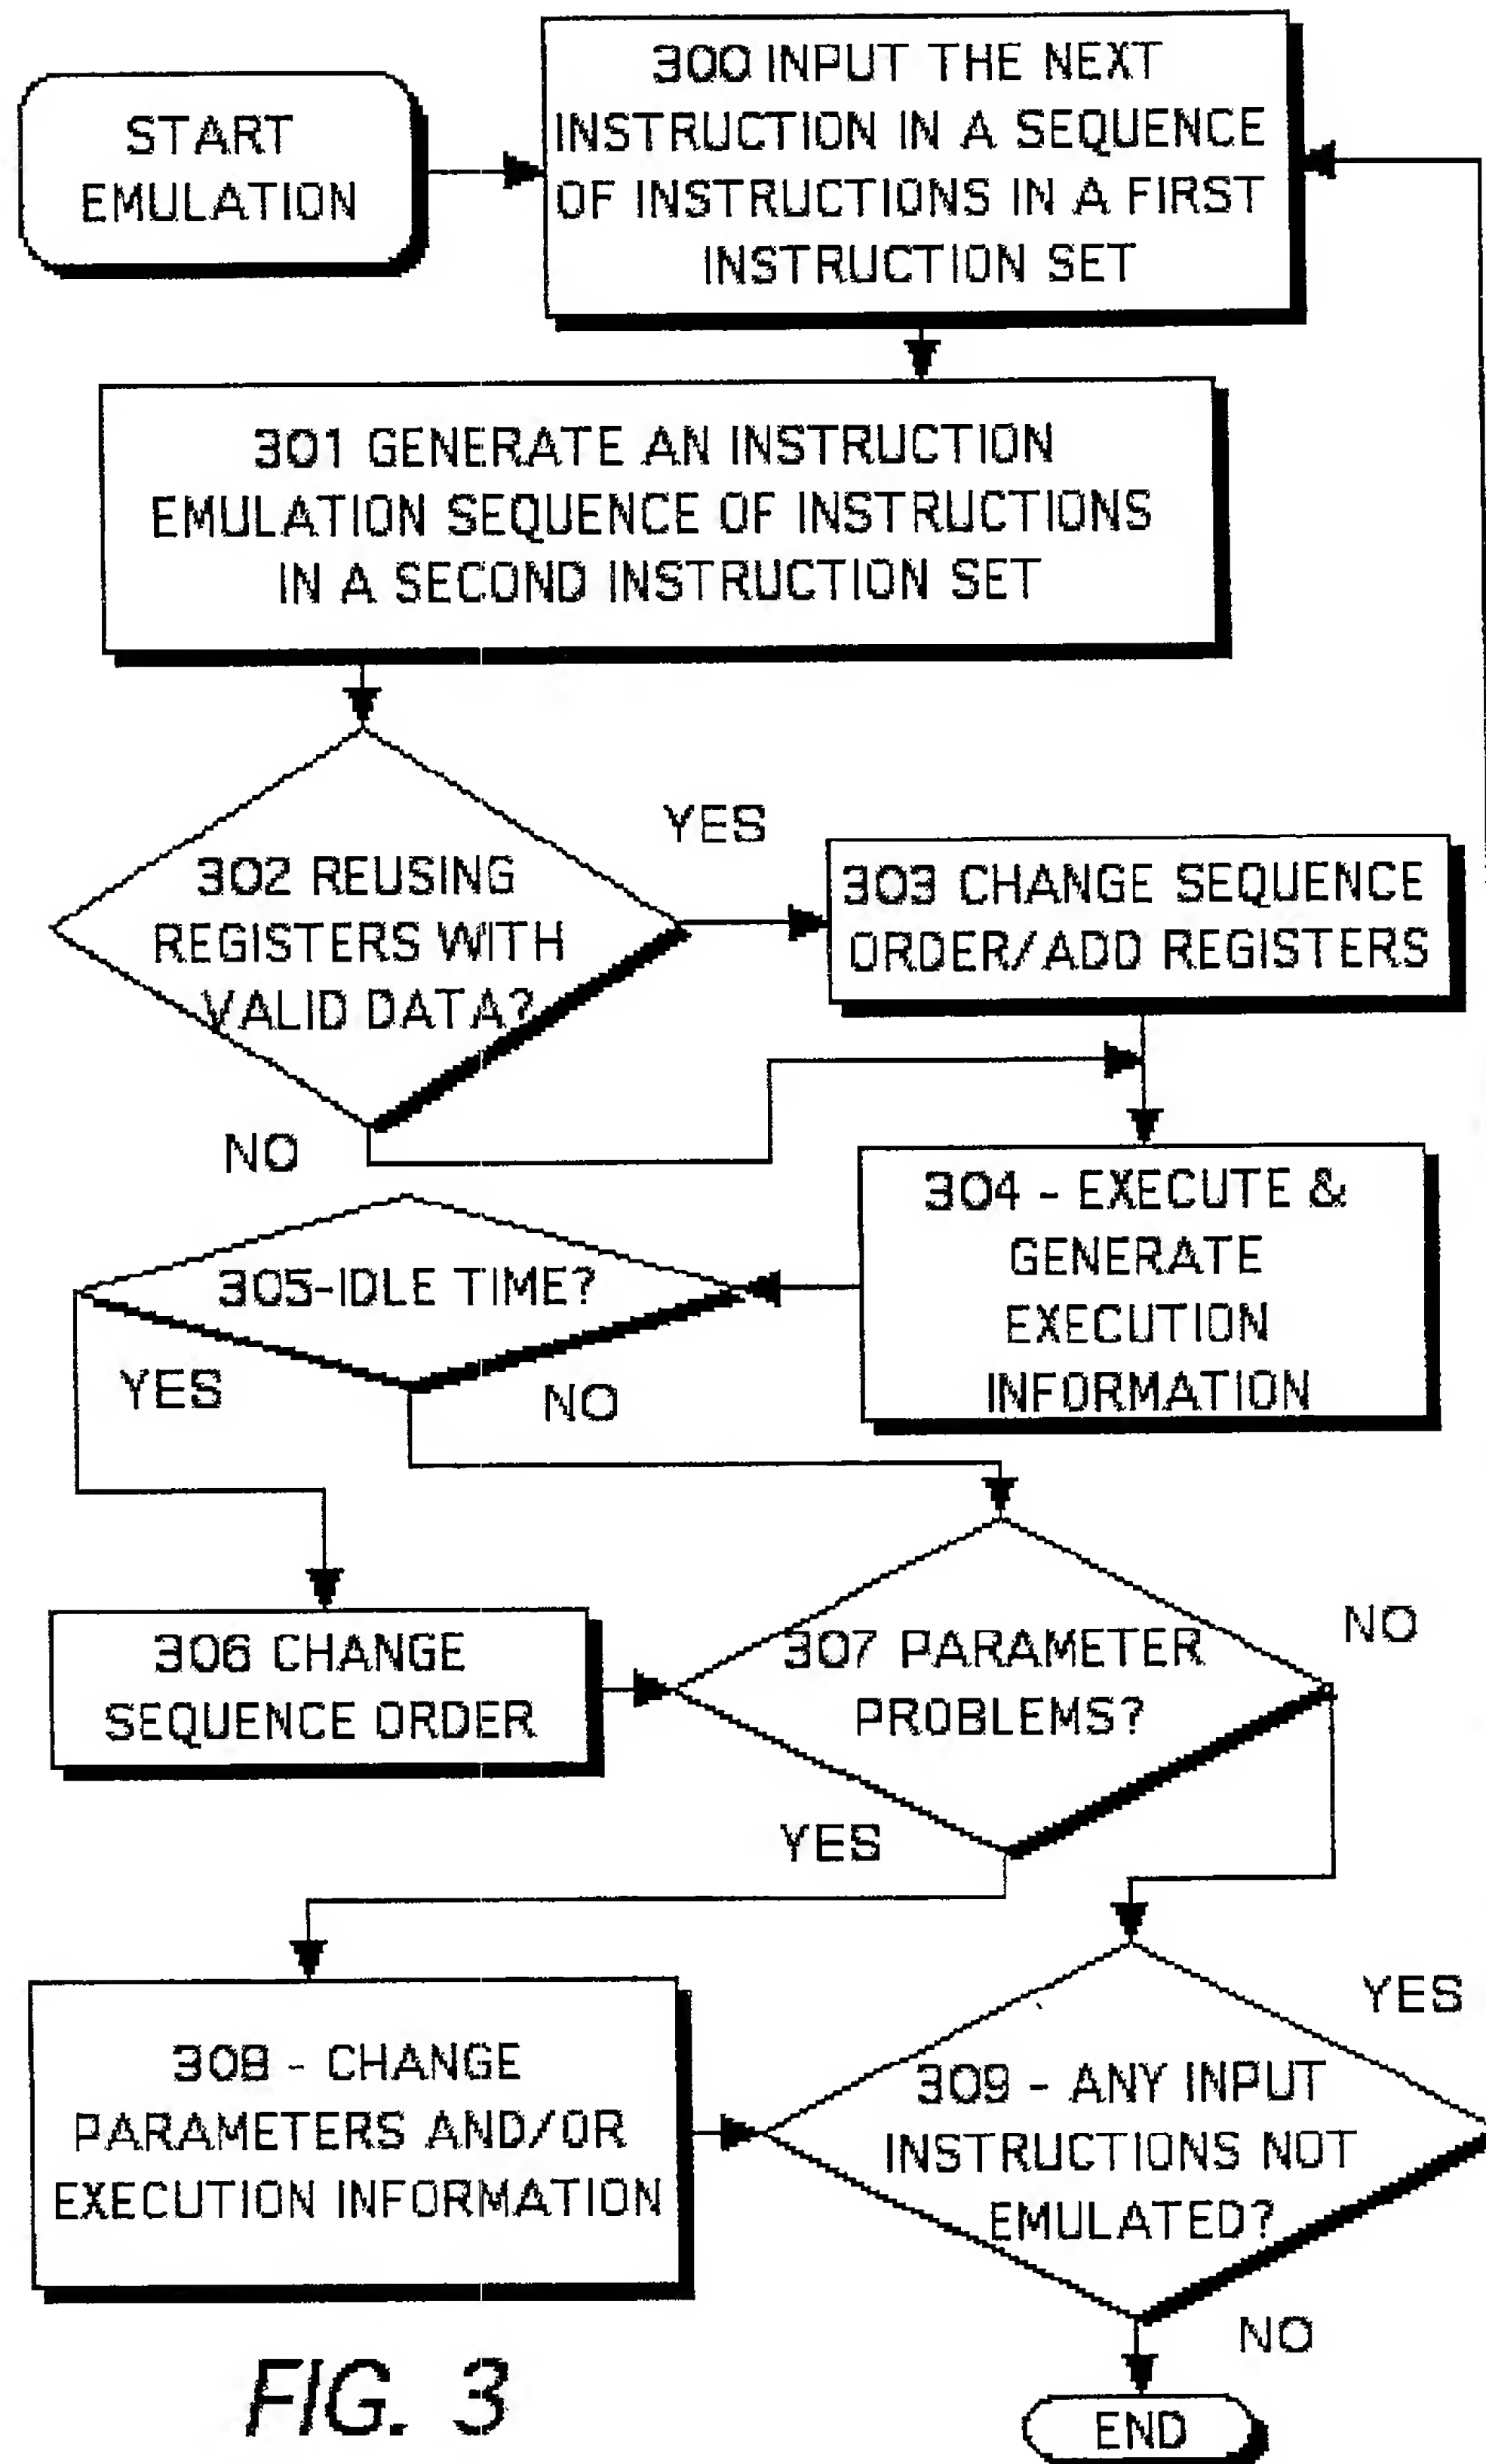 START
EMULATION
300 INPUT THE NEXT
INSTRUCTION IN A SEQUENCE
OF INSTRUCTIONS IN A FIRST
INSTRUCTION SET
301 GENERATE AN INSTRUCTION
EMULATION SEQUENCE OF INSTRUCTIONS
IN A SECOND INSTRUCTION SET
302 REUSING
REGISTERS WITH
VALID DATA?
YES
NO
303 CHANGE SEQUENCE
ORDER/ADD REGISTERS
304 - EXECUTE &
GENERATE
EXECUTION
INFORMATION
305-IDLE TIME?
YES
NO
306 CHANGE
SEQUENCE ORDER
307 PARAMETER
PROBLEMS?
NO
YES
308 - CHANGE
PARAMETERS AND/OR
EXECUTION INFORMATION
309 - ANY INPUT
INSTRUCTIONS NOT
EMULATED?
YES
NO
END
FIG. 3